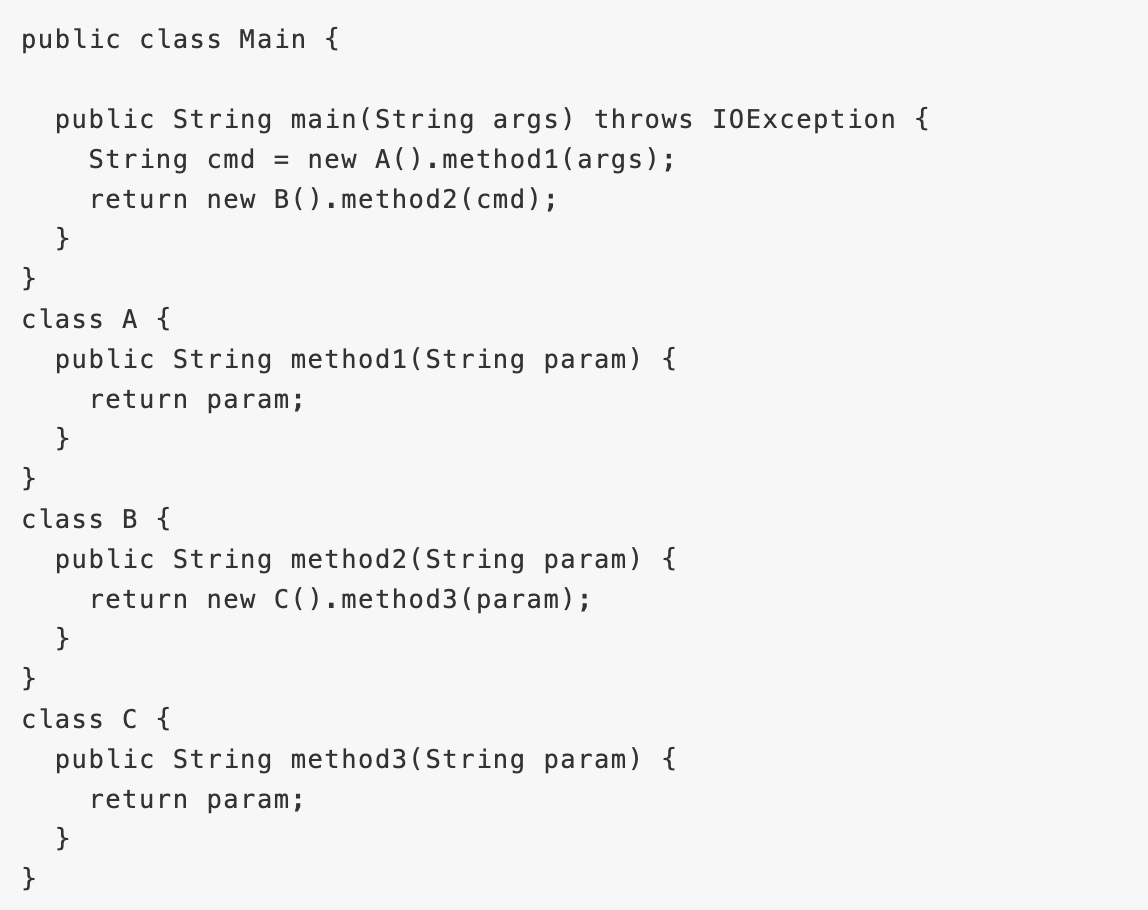 public class Main {
  public String main(String args) throws IOException {
    String cmd = new A().method1(args);
    return new B().method2(cmd);
  }
}
class A {
  public String method1(String param) {
    return param;
  }
}
class B {
  public String method2(String param) {
    return new C().method3(param);
  }
}
class C {
  public String method3(String param) {
    return param;
  }
}